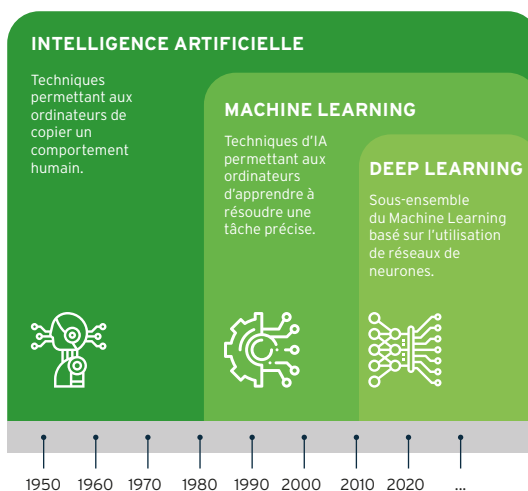 INTELLIGENCE ARTIFICIELLE
Techniques
permettant aux
ordinateurs de
copier un
comportement
humain.
MACHINE LEARNING
Techniques d'IA
permettant aux
ordinateurs
d'apprendre à
résoudre une
tâche précise.
DEEP LEARNING
Sous-ensemble
du Machine Learning
basé sur l'utilisation
de réseaux de
neurones.
1950 1960 1970 1980 1990 2000 2010 2020 ...